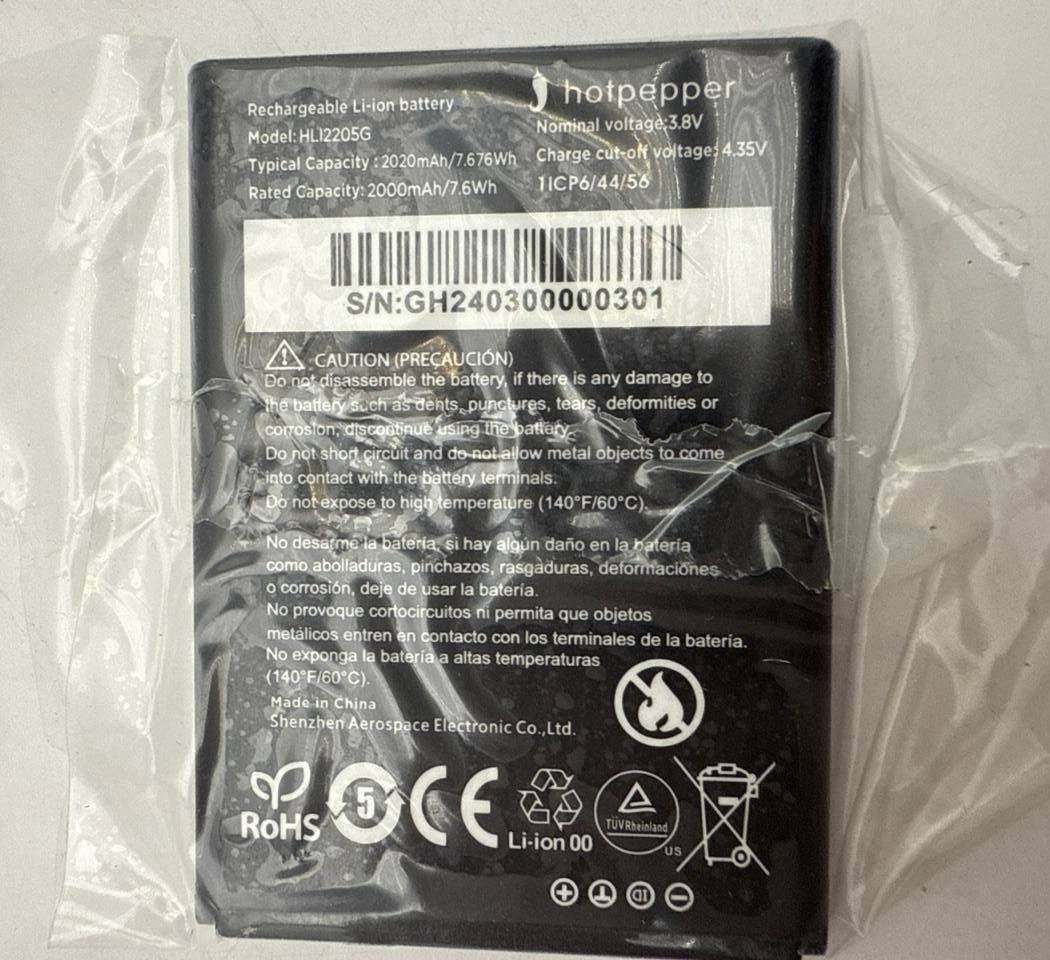 hotpepper
Rechargeable Li-ion battery
Model: HLI2205G
Typical Capacity : 2020mAh/7.676Wh
Rated Capacity: 2000mAh/7.6Wh
Nominal voltage:3.8V
Charge cut-off voltage: 4.35V
1ICP6/44/56
S/N:GH240300000301
CAUTION (PRECAUCIÓN)
Do not disassemble the battery, if there is any damage to
the battery such as dents, punctures, tears, deformities or
corrosion, discontinue using the battery.
Do not short circuit and do not allow metal objects to come
into contact with the battery terminals.
Do not expose to high temperature (140°F/60°C).
No desarme la batería, si hay algún daño en la batería
como abolladuras, pinchazos, rasgaduras, deformaciones
o corrosión, deje de usar la batería.
No provoque cortocircuitos ni permita que objetos
metálicos entren en contacto con los terminales de la batería.
No exponga la batería a altas temperaturas
(140°F/60°C).
Made in China
Shenzhen Aerospace Electronic Co.,Ltd.
RoHS
5
CE
Li-ion 00
TÜVRheinland
US
+ T ID −